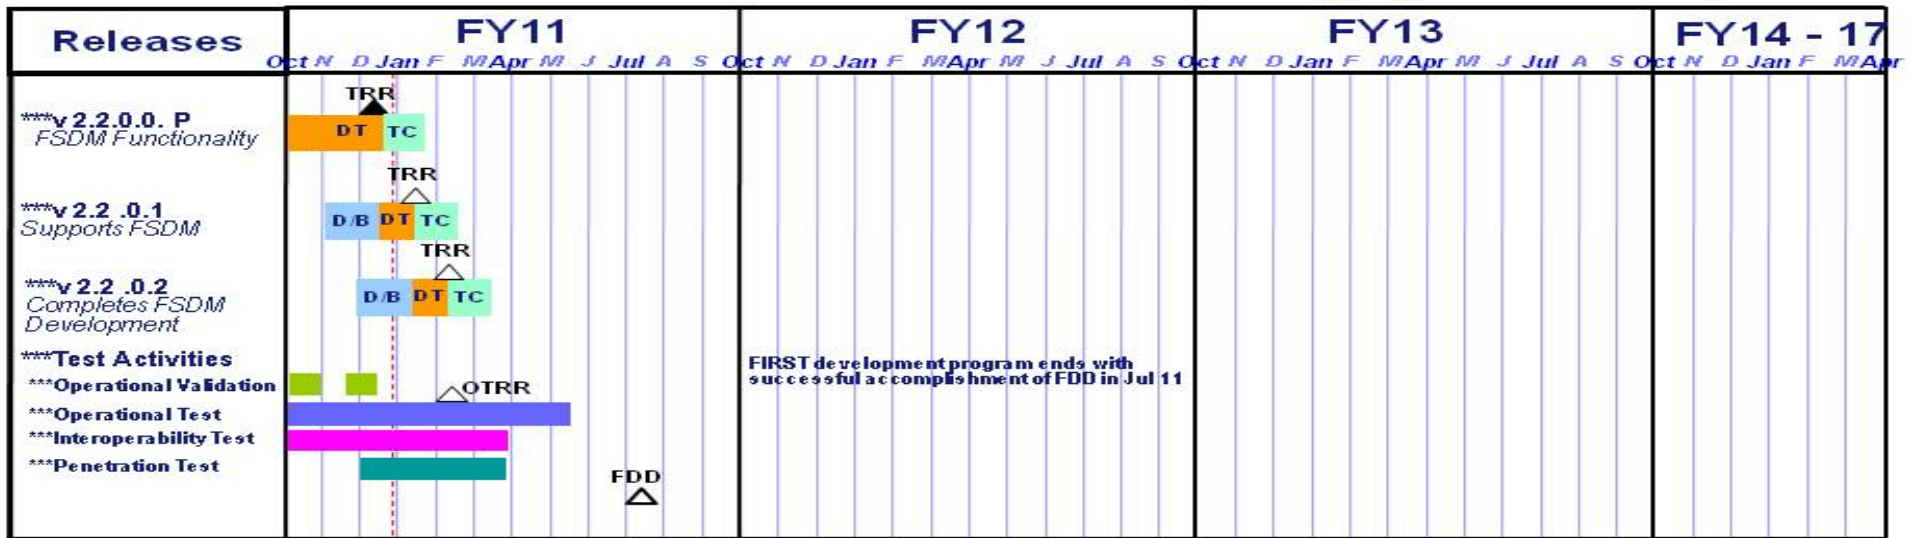 Releases FY11 FY12 FY13 FY14 - 17
Oct N D Jan F M Apr M J Jul A S Oct N D Jan F M Apr M J Jul A S Oct N D Jan F M Apr M J Jul A S Oct N D Jan F M Apr
TRR
***v 2.2.0.0. P
FSDM Functionality
DT TC
TRR
***v 2.2 .0.1
Supports FSDM
D/B DT TC
TRR
***v 2.2 .0.2
Completes FSDM
Development
D/B DT TC
***Test Activities
FIRST development program ends with
successful accomplishment of FDD in Jul 11
***Operational Validation
OTRR
***Operational Test
***Interoperability Test
***Penetration Test
FDD